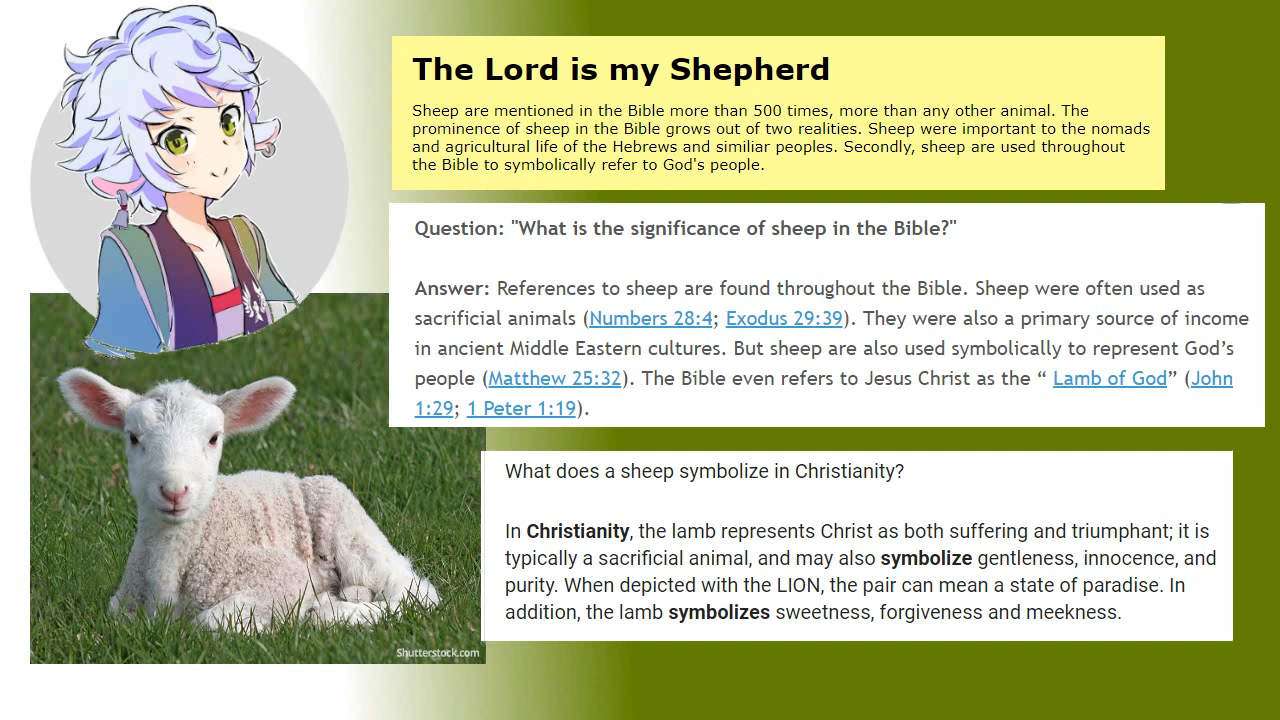 The Lord is my Shepherd
Sheep are mentioned in the Bible more than 500 times, more than any other animal. The
prominence of sheep in the Bible grows out of two realities. Sheep were important to the nomads
and agricultural life of the Hebrews and similiar peoples. Secondly, sheep are used throughout
the Bible to symbolically refer to God's people.
Question: "What is the significance of sheep in the Bible?"
Answer: References to sheep are found throughout the Bible. Sheep were often used as
sacrificial animals (Numbers 28:4; Exodus 29:39). They were also a primary source of income
in ancient Middle Eastern cultures. But sheep are also used symbolically to represent God’s
people (Matthew 25:32). The Bible even refers to Jesus Christ as the “ Lamb of God” (John
1:29; 1 Peter 1:19).
What does a sheep symbolize in Christianity?
In Christianity, the lamb represents Christ as both suffering and triumphant; it is
typically a sacrificial animal, and may also symbolize gentleness, innocence, and
purity. When depicted with the LION, the pair can mean a state of paradise. In
addition, the lamb symbolizes sweetness, forgiveness and meekness.
Shutterstock.com